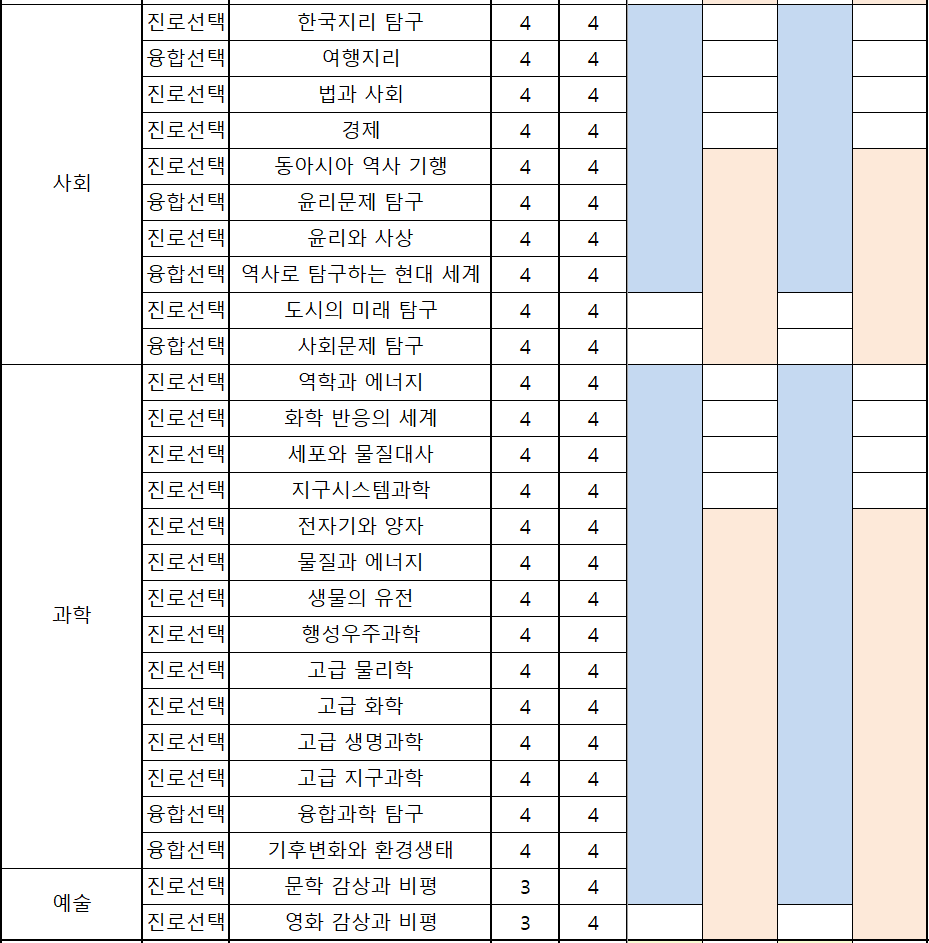 진로선택 한국지리 탐구 4 4
융합선택 여행지리 4 4
진로선택 법과 사회 4 4
진로선택 경제 4 4
사회 진로선택 동아시아 역사 기행 4 4
융합선택 윤리문제 탐구 4 4
진로선택 윤리와 사상 4 4
융합선택 역사로 탐구하는 현대 세계 4 4
진로선택 도시의 미래 탐구 4 4
융합선택 사회문제 탐구 4 4
진로선택 역학과 에너지 4 4
진로선택 화학 반응의 세계 4 4
진로선택 세포와 물질대사 4 4
진로선택 지구시스템과학 4 4
진로선택 전자기와 양자 4 4
진로선택 물질과 에너지 4 4
과학 진로선택 생물의 유전 4 4
진로선택 행성우주과학 4 4
진로선택 고급 물리학 4 4
진로선택 고급 화학 4 4
진로선택 고급 생명과학 4 4
진로선택 고급 지구과학 4 4
융합선택 융합과학 탐구 4 4
융합선택 기후변화와 환경생태 4 4
예술 진로선택 문학 감상과 비평 3 4
진로선택 영화 감상과 비평 3 4